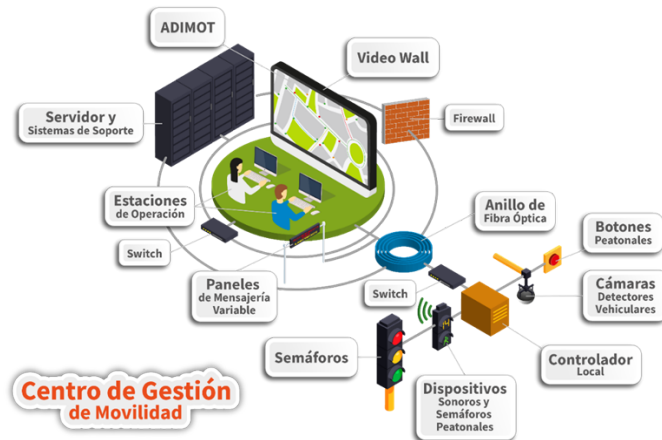 ADIMOT
Video Wall
Servidor y
Sistemas de Soporte
Firewall
Estaciones
de Operación
Anillo de
Fibra Óptica
Botones
Peatonales
Switch
Paneles
de Mensajería
Variable
Switch
Cámaras
Detectores
Vehiculares
Semáforos
Controlador
Local
Dispositivos
Sonoros y
Semáforos
Peatonales
Centro de Gestión
de Movilidad